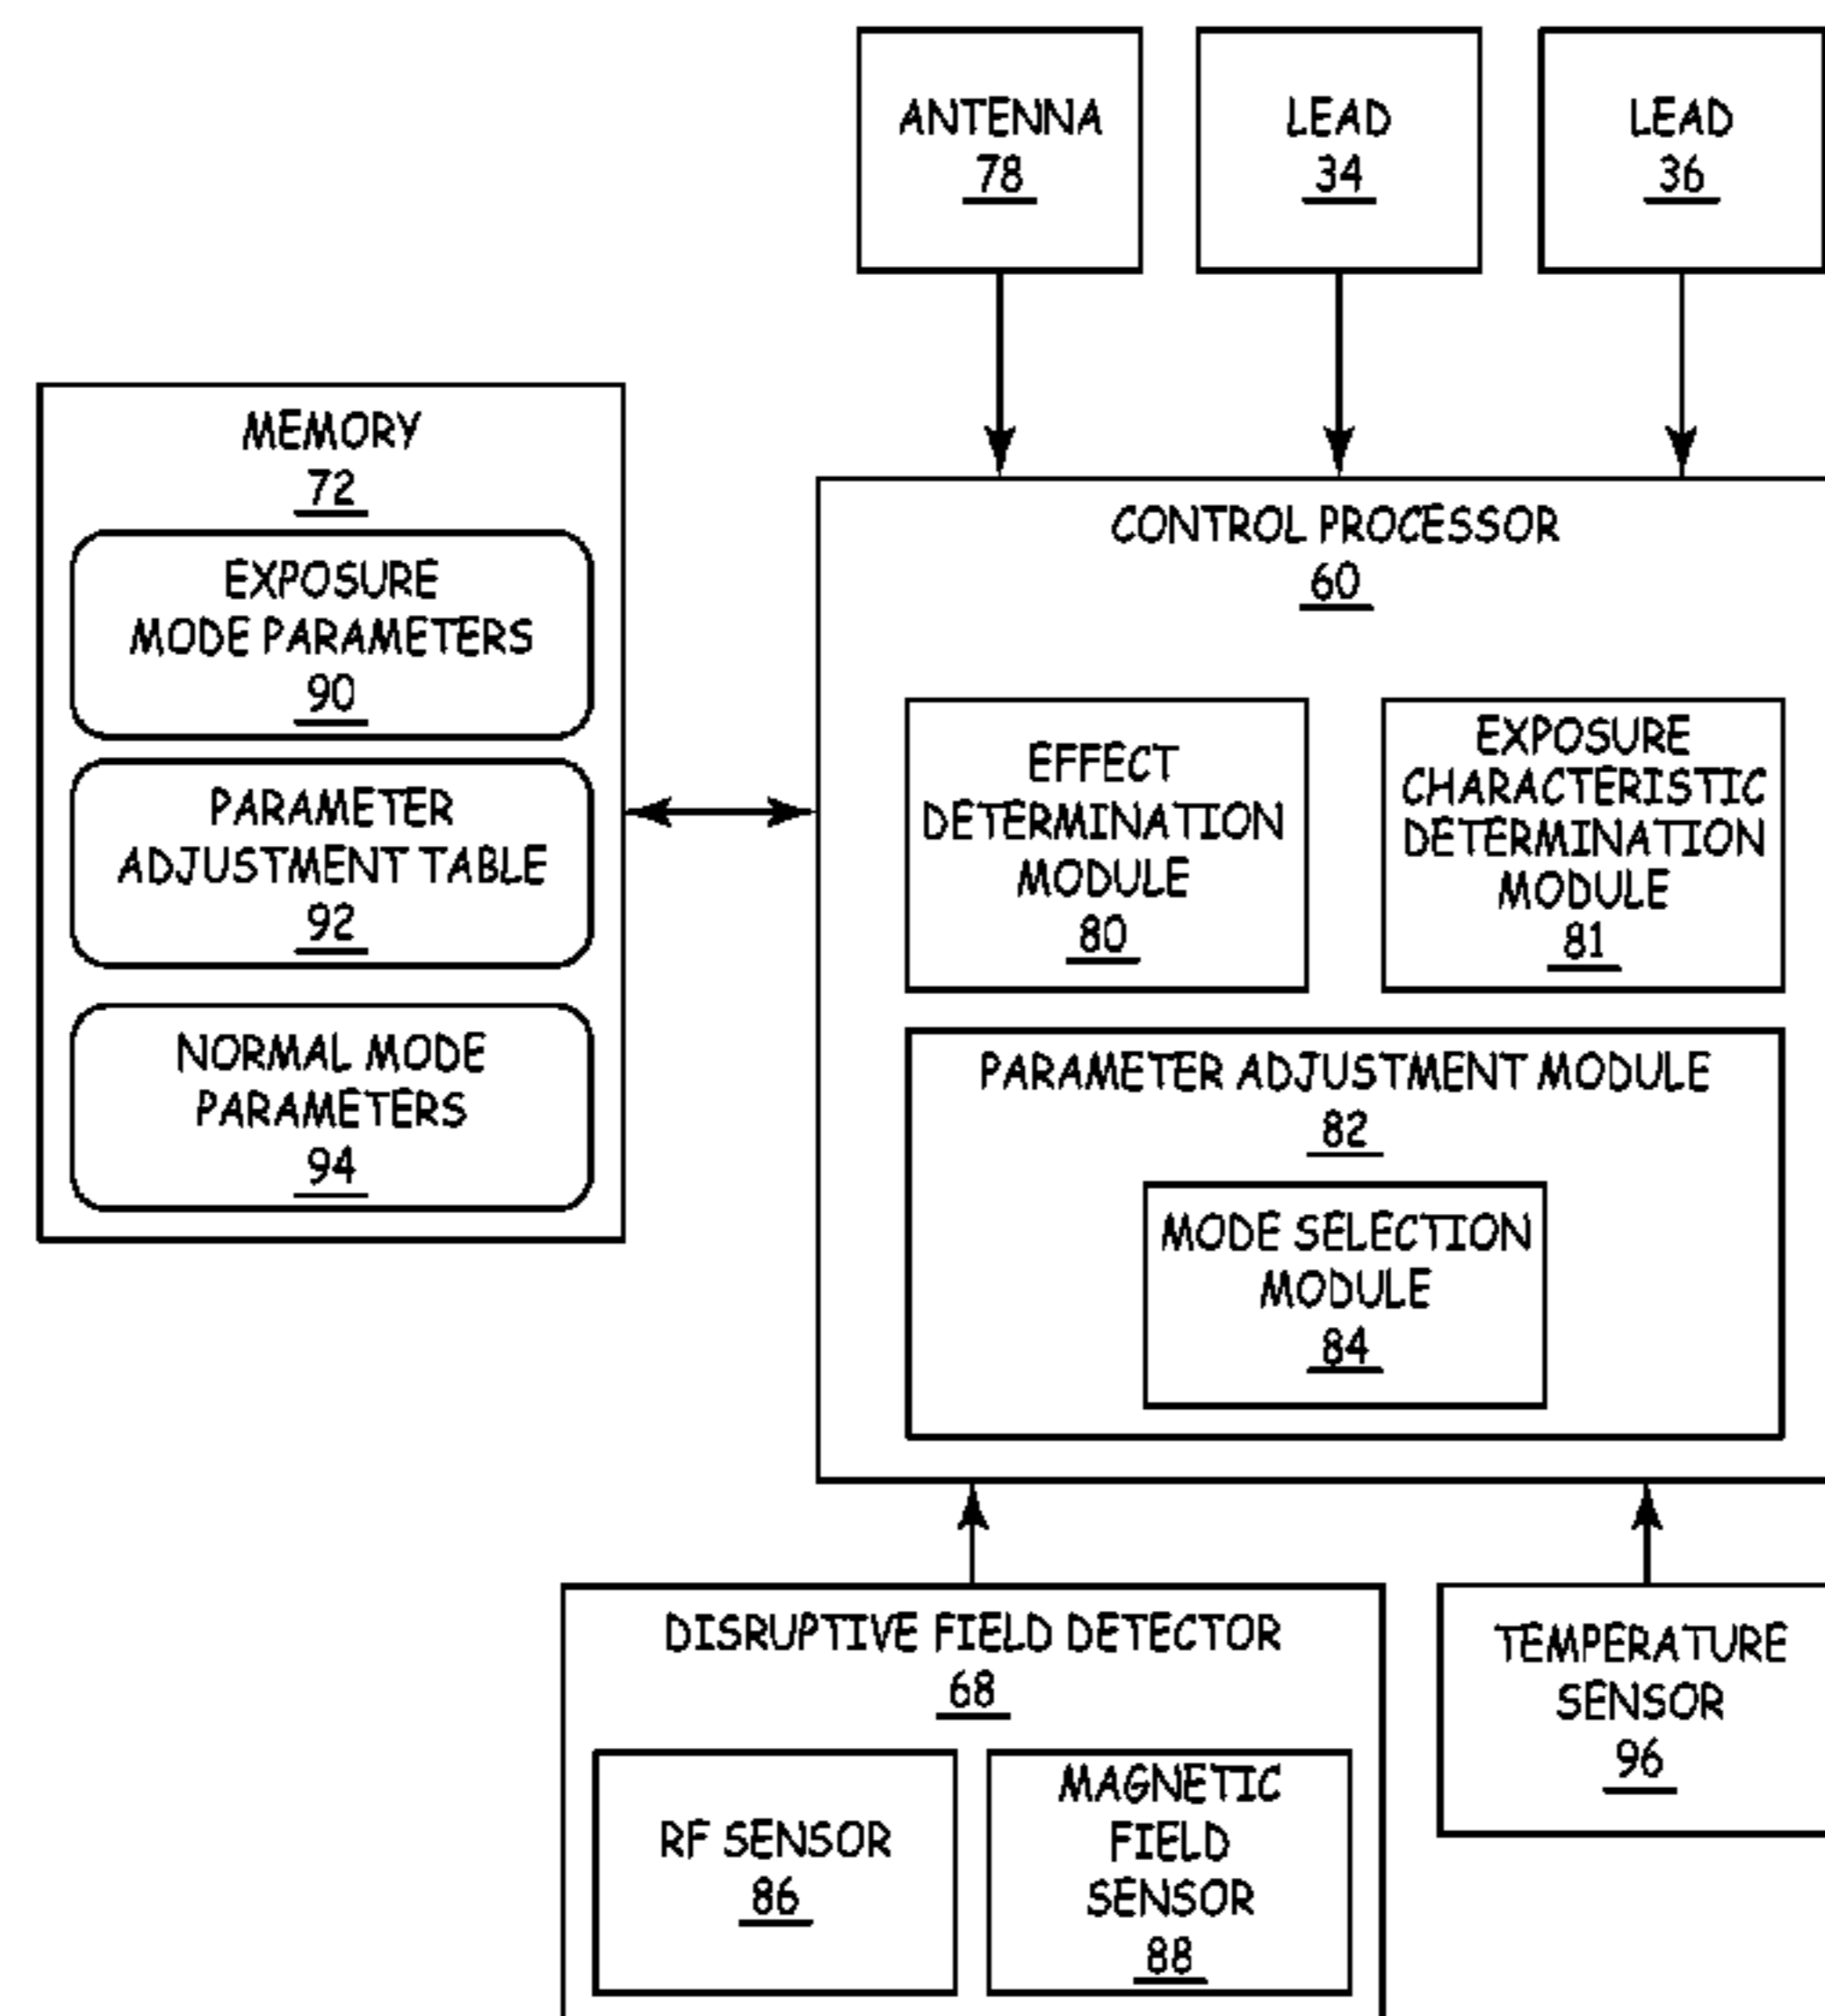 ANTENNA
78
LEAD
34
LEAD
36
MEMORY
72
EXPOSURE
MODE PARAMETERS
90
PARAMETER
ADJUSTMENT TABLE
92
NORMAL MODE
PARAMETERS
94
CONTROL PROCESSOR
60
EFFECT
DETERMINATION
MODULE
80
EXPOSURE
CHARACTERISTIC
DETERMINATION
MODULE
81
PARAMETER ADJUSTMENT MODULE
82
MODE SELECTION
MODULE
84
DISRUPTIVE FIELD DETECTOR
68
RF SENSOR
86
MAGNETIC
FIELD
SENSOR
88
TEMPERATURE
SENSOR
96